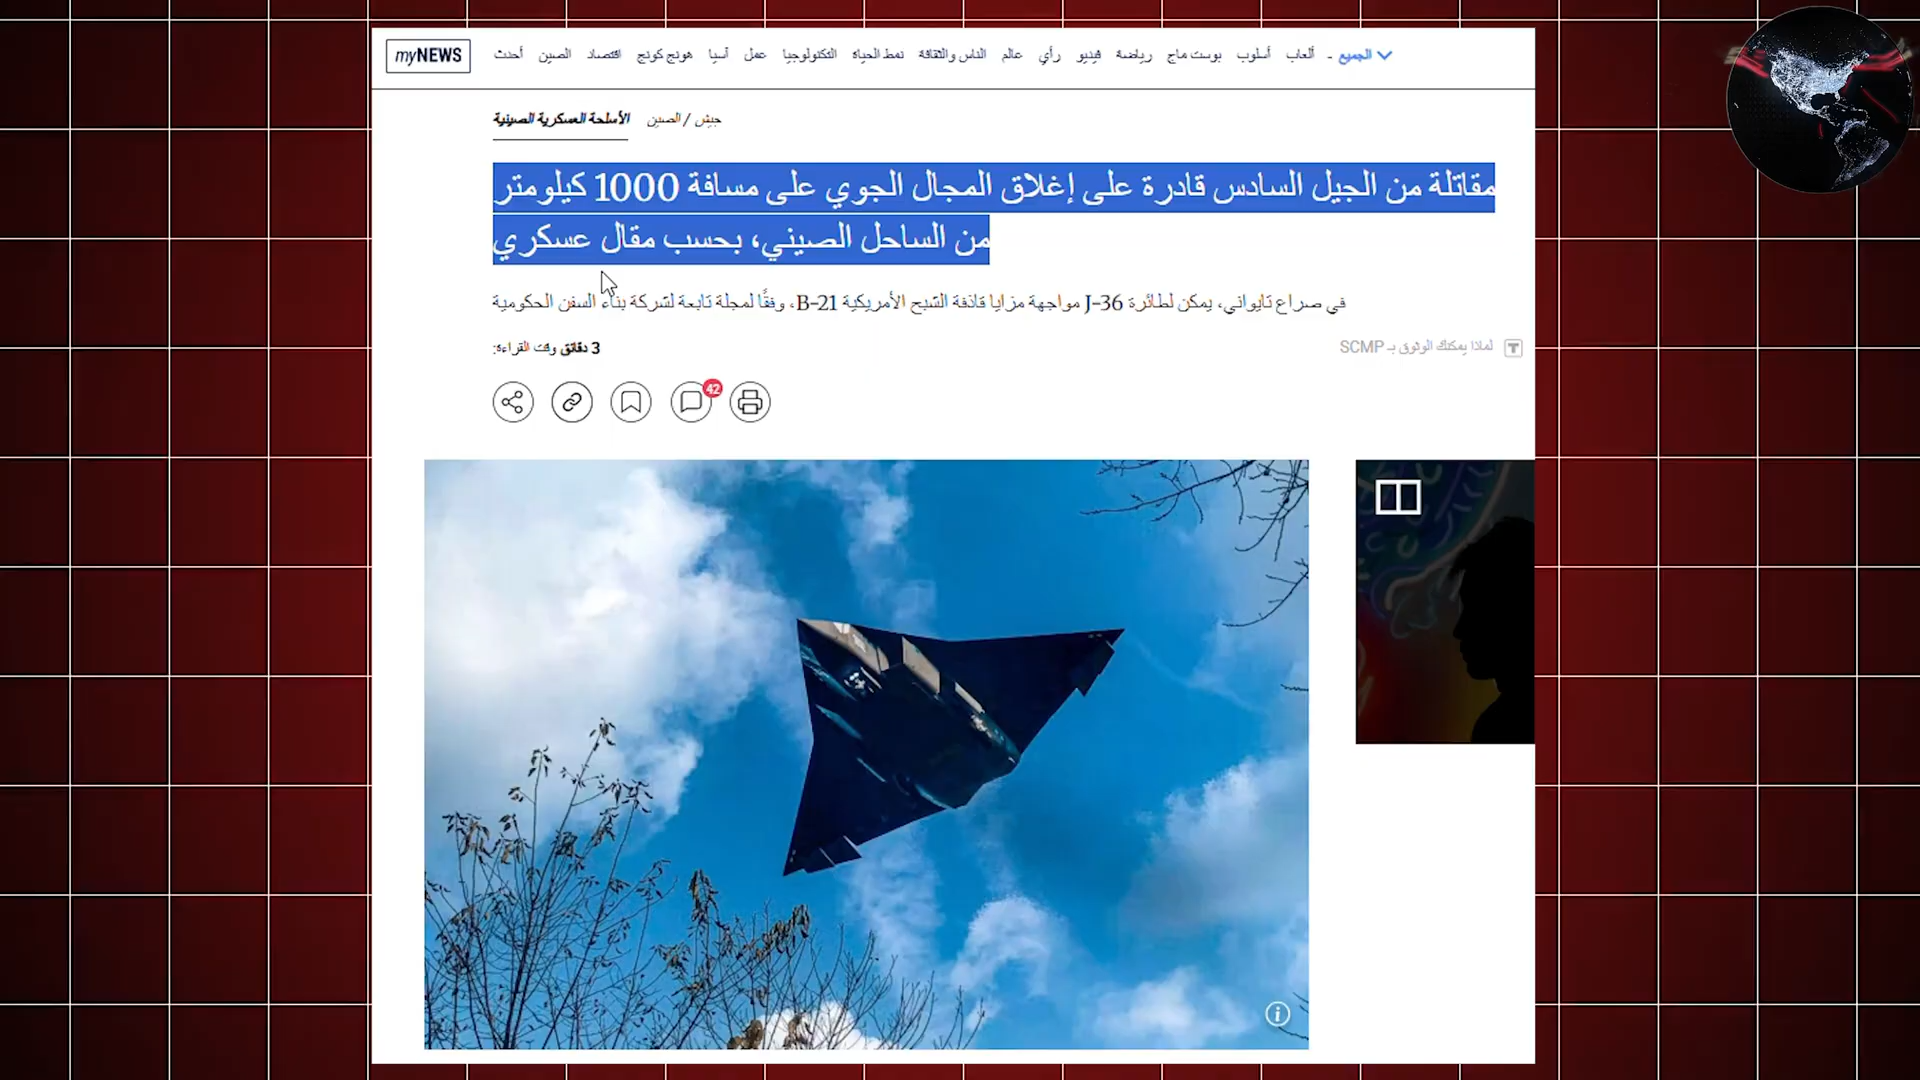 myNEWS
أحدث الصين اقتصاد هونج كونج آسيا عمل التكنولوجيا نمط الحياة الناس والثقافة عالم رأي فيديو رياضة بوست ماج أسلوب ألعاب - الجميع
جيش / الصين الأسلحة العسكرية الصينية
مقاتلة من الجيل السادس قادرة على إغلاق المجال الجوي على مسافة 1000 كيلومتر
من الساحل الصيني، بحسب مقال عسكري
في صراع تايواني، يمكن لطائرة J-36 مواجهة مزايا قاذفة الشبح الأمريكية B-21، وفقًا لمجلة تابعة لشركة بناء السفن الحكومية
لماذا يمكنك الوثوق بـ SCMP
3 دقائق وقت القراءة:
42